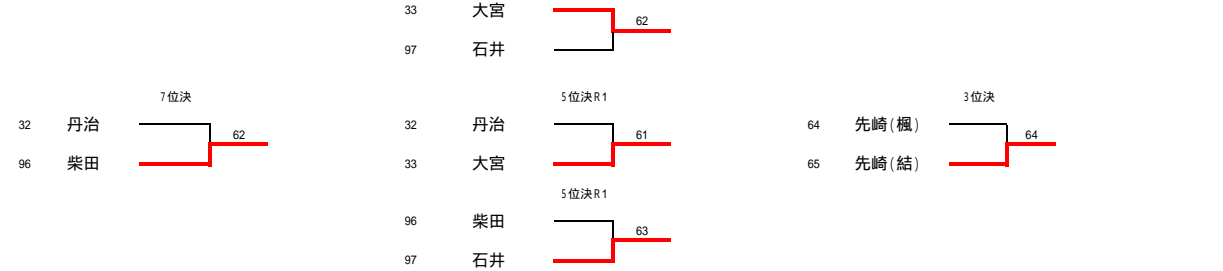 33 大宮
62
97 石井
7位決 5位決R1 3位決
32 丹治 32 丹治 64 先崎(楓)
62 61 64
96 柴田 33 大宮 65 先崎(結)
5位決R1
96 柴田
63
97 石井